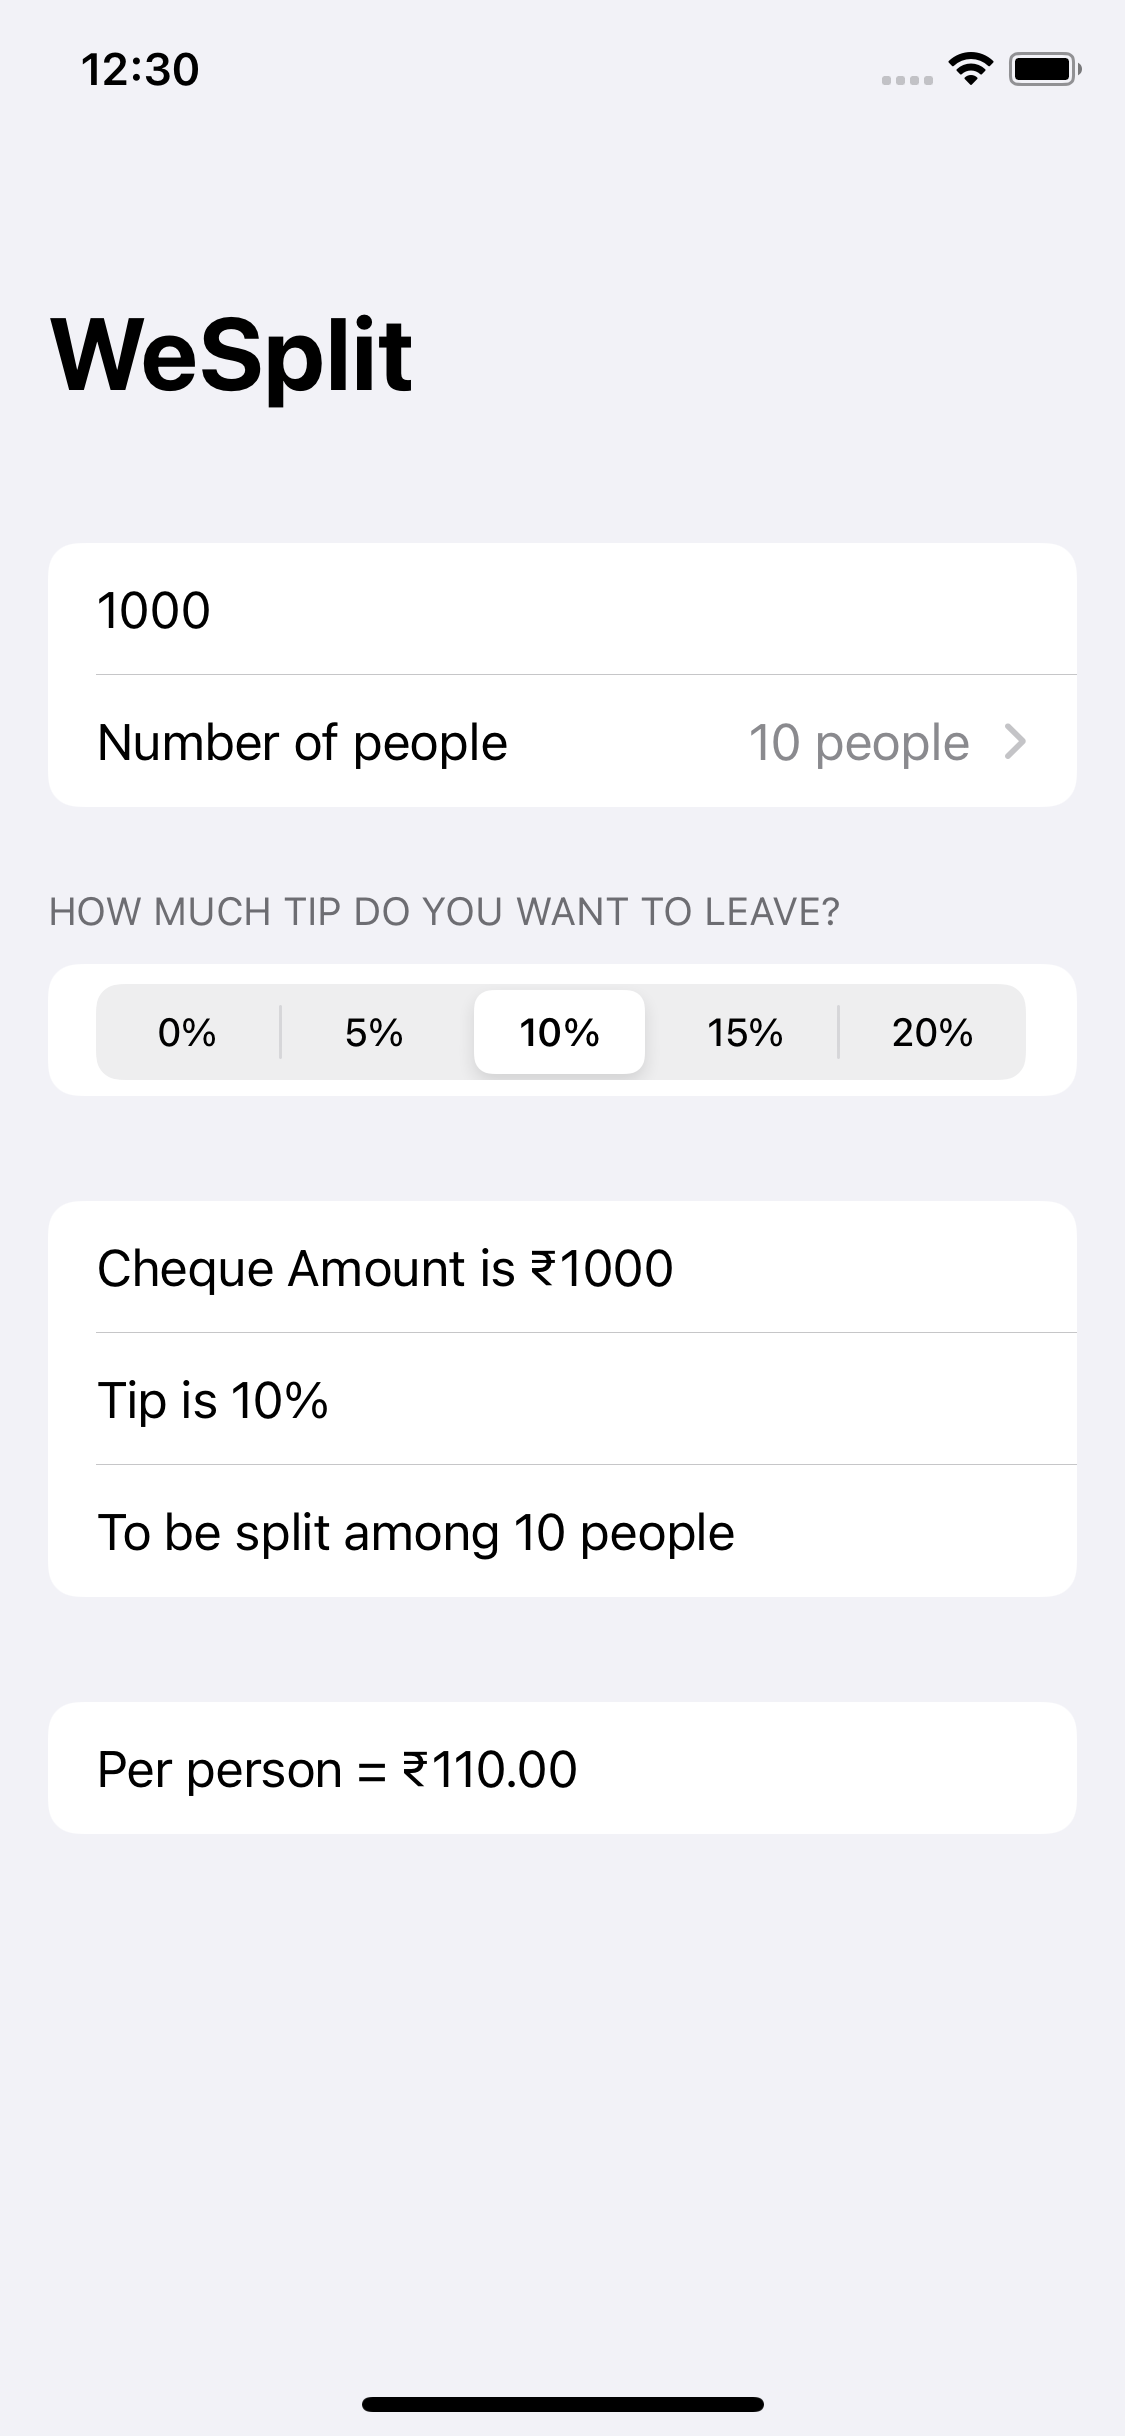 12:30
WeSplit
1000
Number of people 10 people
HOW MUCH TIP DO YOU WANT TO LEAVE?
0% 5% 10% 15% 20%
Cheque Amount is ₹1000
Tip is 10%
To be split among 10 people
Per person = ₹110.00